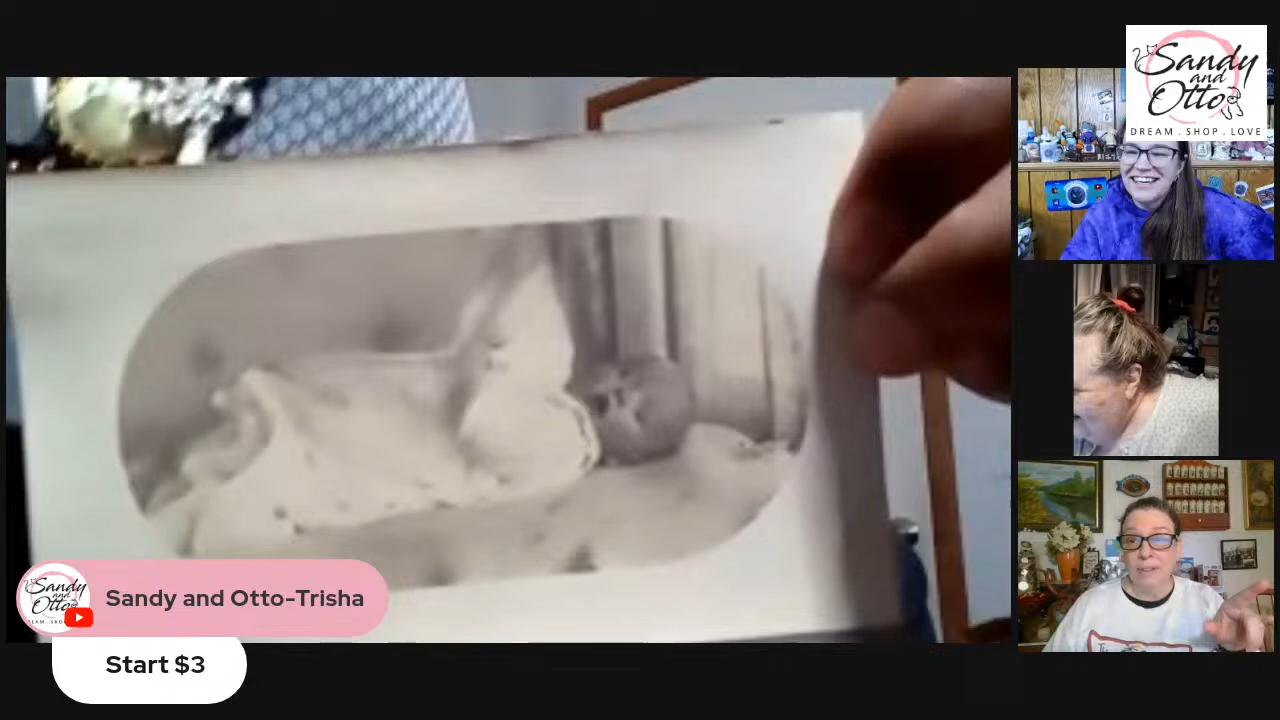 Sandy
and
Otto
DREAM . SHOP . LOVE
Sandy and Otto-Trisha
Start $3